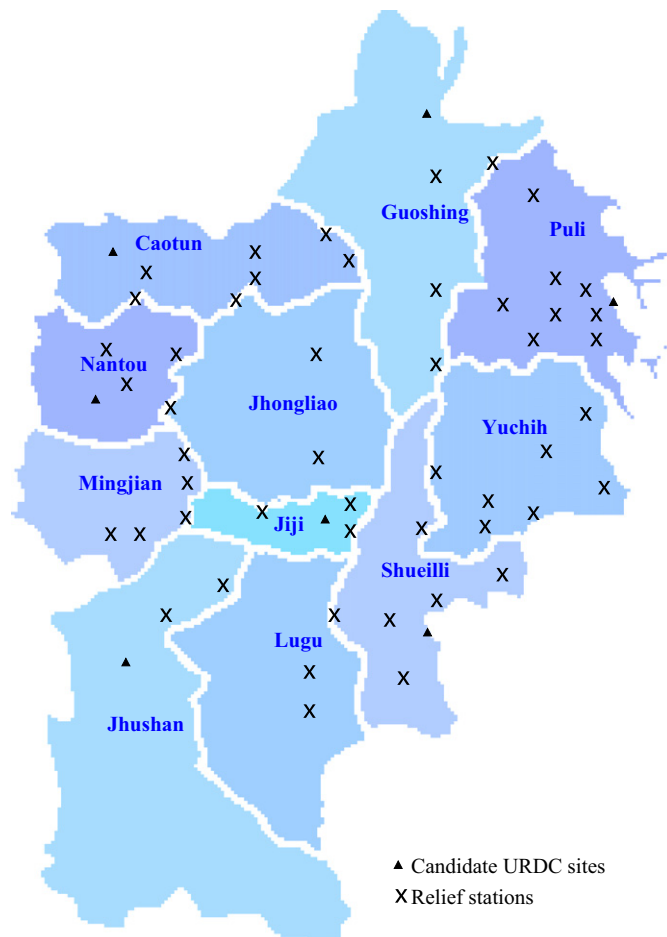 Guoshing
Puli
Caotun
Nantou
Jhongliao
Yuchih
Mingjian
Jiji
Shueilli
Lugu
Jhushan
▲ Candidate URDC sites
X Relief stations